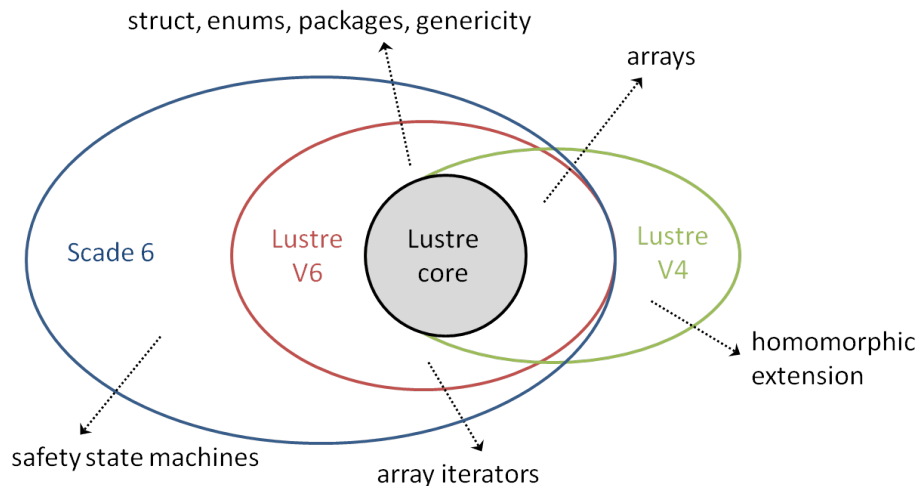 struct, enums, packages, genericity
arrays
Scade 6
Lustre
V6
Lustre
core
Lustre
V4
homomorphic
extension
safety state machines
array iterators